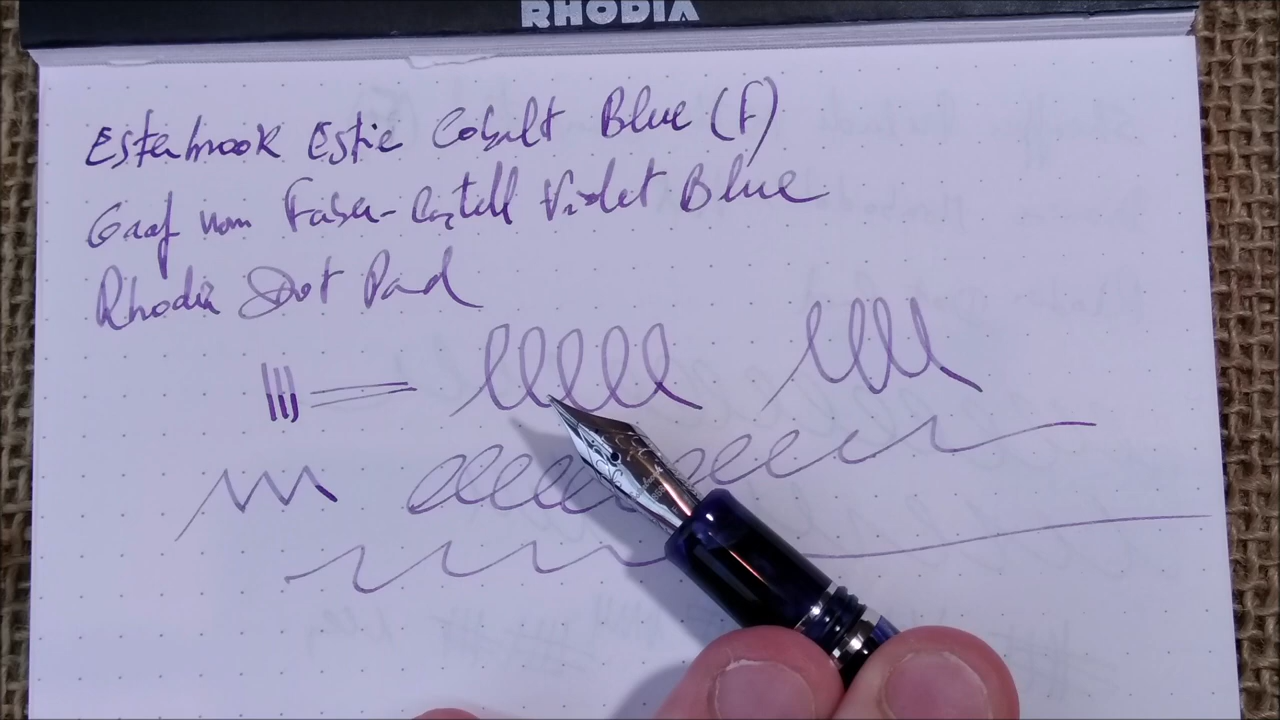 RHODIA
Esterbrook Estie Cobalt Blue (F)
Graf von Faber-Castell Violet Blue
Rhodia Dot Pad